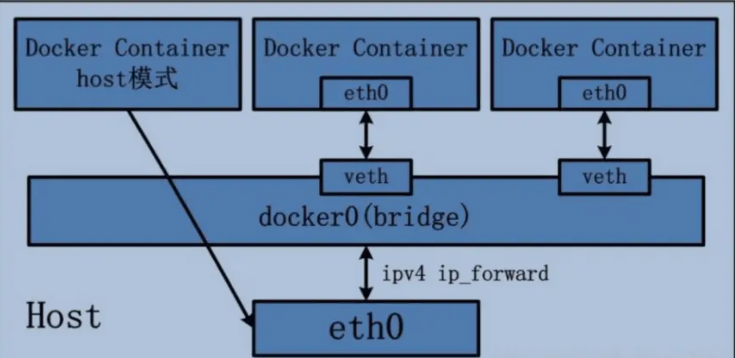 Docker Container
host模式
Docker Container
eth0
Docker Container
eth0
veth
veth
docker0(bridge)
ipv4 ip_forward
Host
eth0